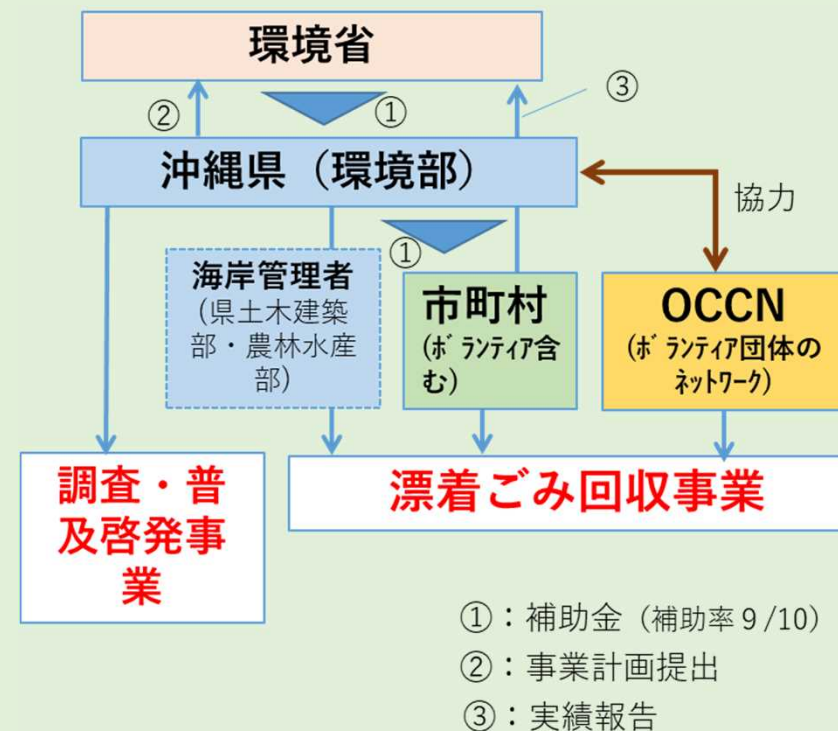 環境省
②
①
③
沖縄県（環境部）
協力
①
海岸管理者
（県土木建築
部・農林水産
部）
市町村
(ﾎﾞﾗﾝﾃｨｱ含
む)
OCCN
(ﾎﾞﾗﾝﾃｨｱ団体の
ﾈｯﾄﾜｰｸ)
調査・普
及啓発事
業
漂着ごみ回収事業
①：補助金（補助率９/10）
②：事業計画提出
③：実績報告